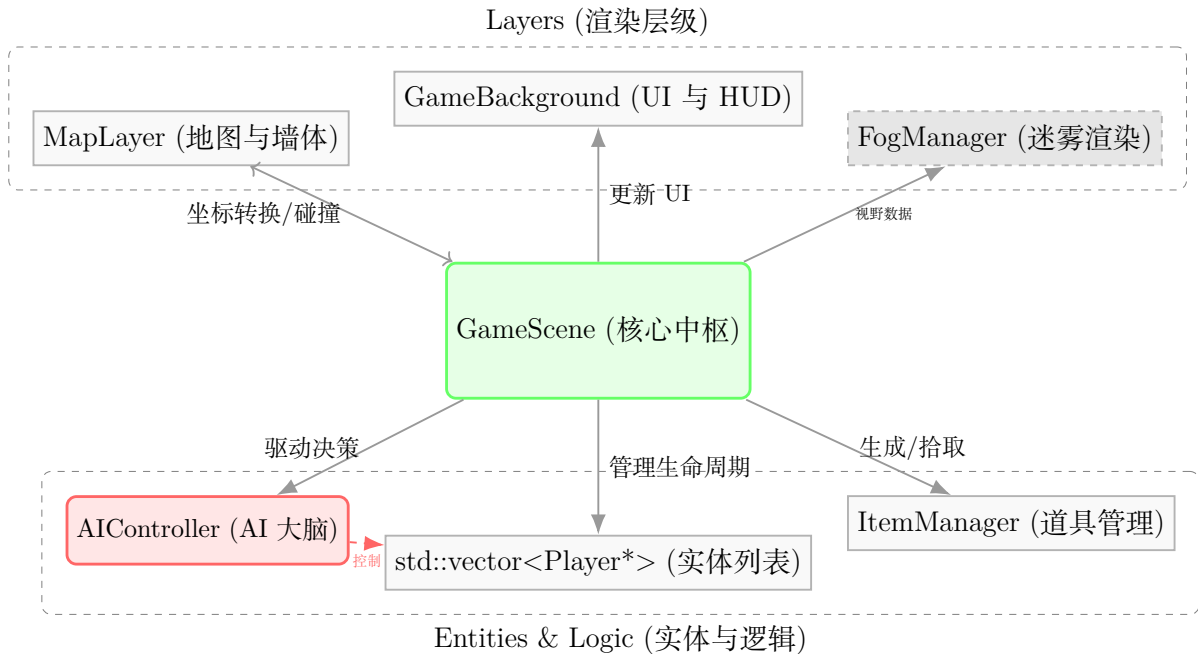 Layers (渲染层级)
GameBackground (UI 与 HUD)
MapLayer (地图与墙体)
FogManager (迷雾渲染)
更新 UI
坐标转换/碰撞
视野数据
GameScene (核心中枢)
驱动决策
生成/拾取
管理生命周期
AIController (AI 大脑)
ItemManager (道具管理)
控制
std::vector<Player*> (实体列表)
Entities & Logic (实体与逻辑)